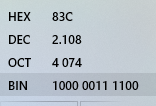 HEX 83C
DEC 2.108
OCT 4 074
BIN 1000 0011 1100